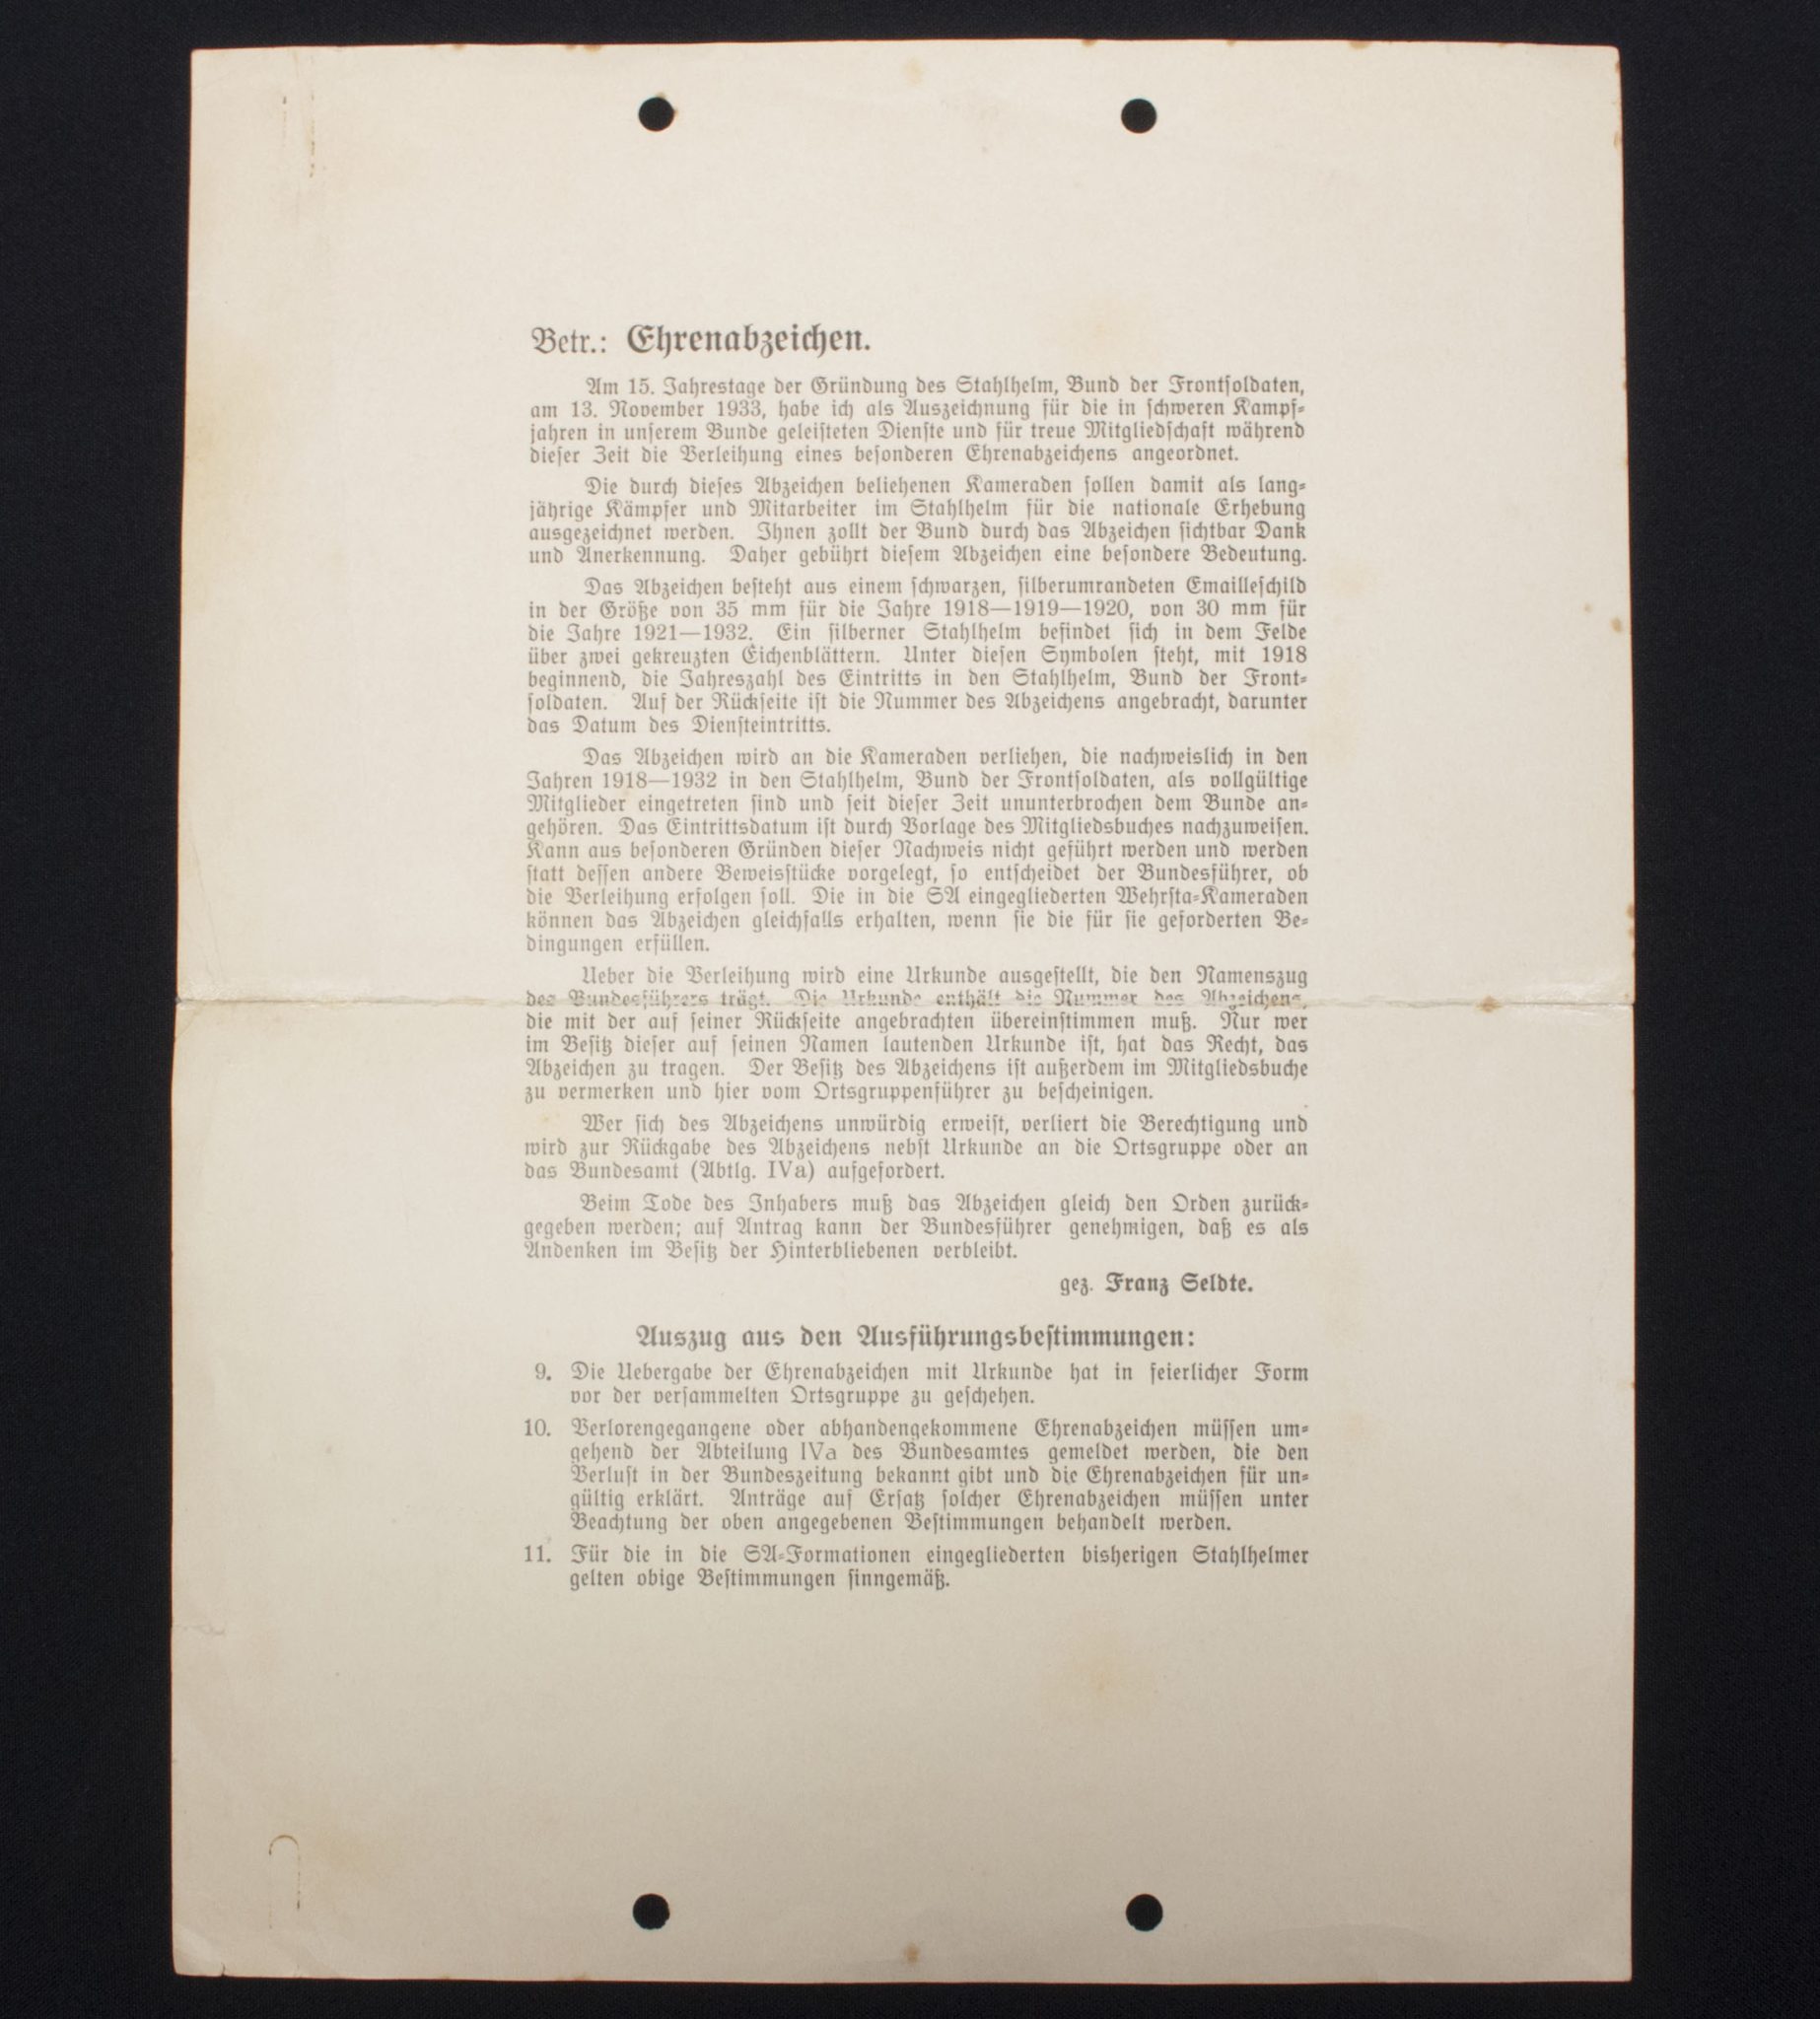 Betr.: Ehrenabzeichen.
Am 15. Jahrestage der Gründung des Stahlhelm, Bund der Frontsoldaten,
am 13. November 1933, habe ich als Auszeichnung für die in schweren Kampf-
jahren in unserem Bunde geleisteten Dienste und für treue Mitgliedschaft während
dieser Zeit die Verleihung eines besonderen Ehrenabzeichens angeordnet.
Die durch dieses Abzeichen beliehenen Kameraden sollen damit als lang-
jährige Kämpfer und Mitarbeiter im Stahlhelm für die nationale Erhebung
ausgezeichnet werden. Ihnen zollt der Bund durch das Abzeichen sichtbar Dank
und Anerkennung. Daher gebührt diesem Abzeichen eine besondere Bedeutung.
Das Abzeichen besteht aus einem schwarzen, silberumrandeten Emailleschild
in der Größe von 35 mm für die Jahre 1918—1919—1920, von 30 mm für
die Jahre 1921—1932. Ein silberner Stahlhelm befindet sich in dem Felde
über zwei gekreuzten Eichenblättern. Unter diesen Symbolen steht, mit 1918
beginnend, die Jahreszahl des Eintritts in den Stahlhelm, Bund der Front-
soldaten. Auf der Rückseite ist die Nummer des Abzeichens angebracht, darunter
das Datum des Diensteintritts.
Das Abzeichen wird an die Kameraden verliehen, die nachweislich in den
Jahren 1918—1932 in den Stahlhelm, Bund der Frontsoldaten, als vollgültige
Mitglieder eingetreten sind und seit dieser Zeit ununterbrochen dem Bunde an-
gehören. Das Eintrittsdatum ist durch Vorlage des Mitgliedsbuches nachzuweisen.
Kann aus besonderen Gründen dieser Nachweis nicht geführt werden und werden
statt dessen andere Beweisstücke vorgelegt, so entscheidet der Bundesführer, ob
die Verleihung erfolgen soll. Die in die SA eingegliederten Wehrsta-Kameraden
können das Abzeichen gleichfalls erhalten, wenn sie die für sie geforderten Be-
dingungen erfüllen.
Ueber die Verleihung wird eine Urkunde ausgestellt, die den Namenszug
des Bundesführers trägt. Die Urkunde enthält die Nummer des Abzeichens,
die mit der auf seiner Rückseite angebrachten übereinstimmen muß. Nur wer
im Besitz dieser auf seinen Namen lautenden Urkunde ist, hat das Recht, das
Abzeichen zu tragen. Der Besitz des Abzeichens ist außerdem im Mitgliedsbuche
zu vermerken und hier vom Ortsgruppenführer zu bescheinigen.
Wer sich des Abzeichens unwürdig erweist, verliert die Berechtigung und
wird zur Rückgabe des Abzeichens nebst Urkunde an die Ortsgruppe oder an
das Bundesamt (Abtlg. IVa) aufgefordert.
Beim Tode des Inhabers muß das Abzeichen gleich den Orden zurück-
gegeben werden; auf Antrag kann der Bundesführer genehmigen, daß es als
Andenken im Besitz der Hinterbliebenen verbleibt.
gez. Franz Seldte.
Auszug aus den Ausführungsbestimmungen:
9. Die Uebergabe der Ehrenabzeichen mit Urkunde hat in feierlicher Form
vor der versammelten Ortsgruppe zu geschehen.
10. Verlorengegangene oder abhandengekommene Ehrenabzeichen müssen um-
gehend der Abteilung IVa des Bundesamtes gemeldet werden, die den
Verlust in der Bundeszeitung bekannt gibt und die Ehrenabzeichen für un-
gültig erklärt. Anträge auf Ersatz solcher Ehrenabzeichen müssen unter
Beachtung der oben angegebenen Bestimmungen behandelt werden.
11. Für die in die SA-Formationen eingegliederten bisherigen Stahlhelmer
gelten obige Bestimmungen sinngemäß.